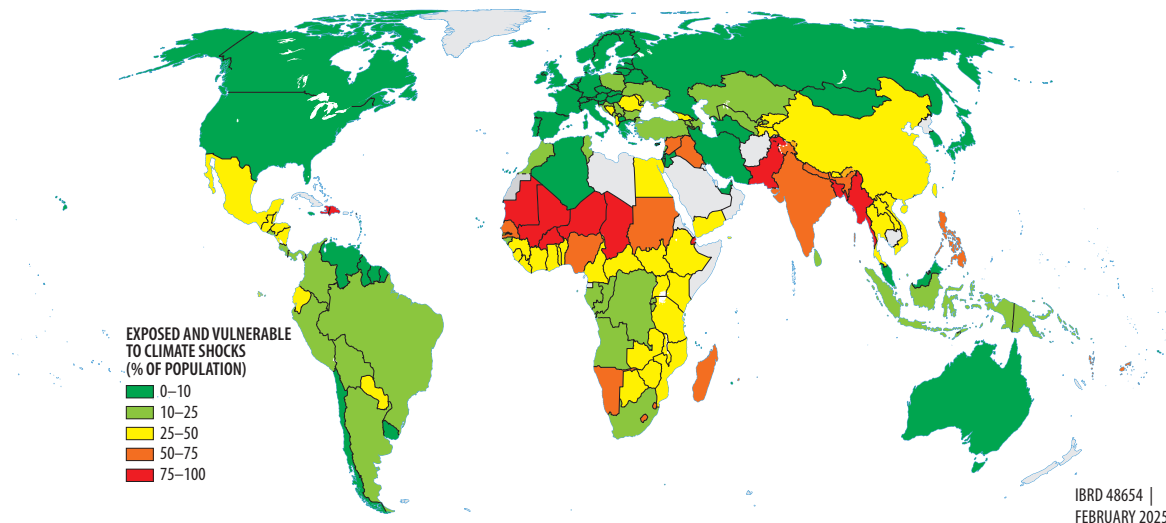 EXPOSED AND VULNERABLE
TO CLIMATE SHOCKS
(% OF POPULATION)
0–10
10–25
25–50
50–75
75–100
IBRD 48654 |
FEBRUARY 2025